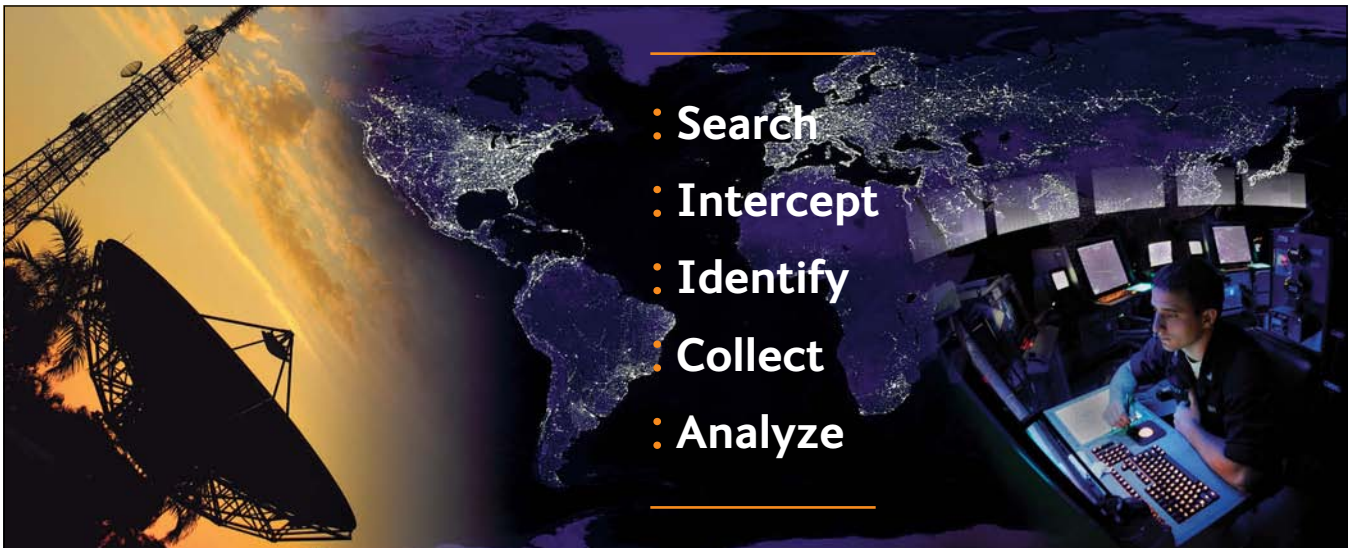 : Search
: Intercept
: Identify
: Collect
: Analyze